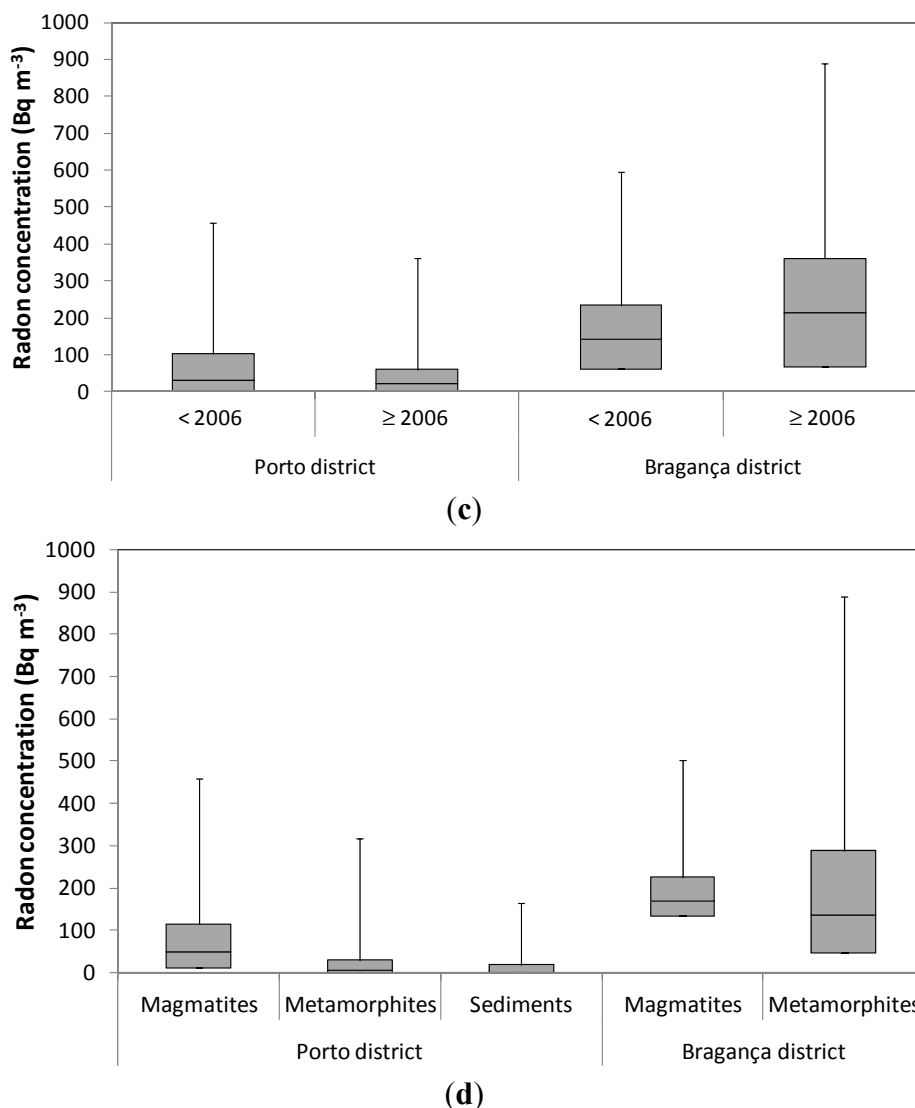 1000
900
800
700
600
500
400
300
200
100
0
Radon concentration (Bq m⁻³)
< 2006 ≥ 2006 < 2006 ≥ 2006
Porto district Bragança district
(c)
1000
900
800
700
600
500
400
300
200
100
0
Radon concentration (Bq m⁻³)
Magmatites Metamorphites Sediments Magmatites Metamorphites
Porto district Bragança district
(d)